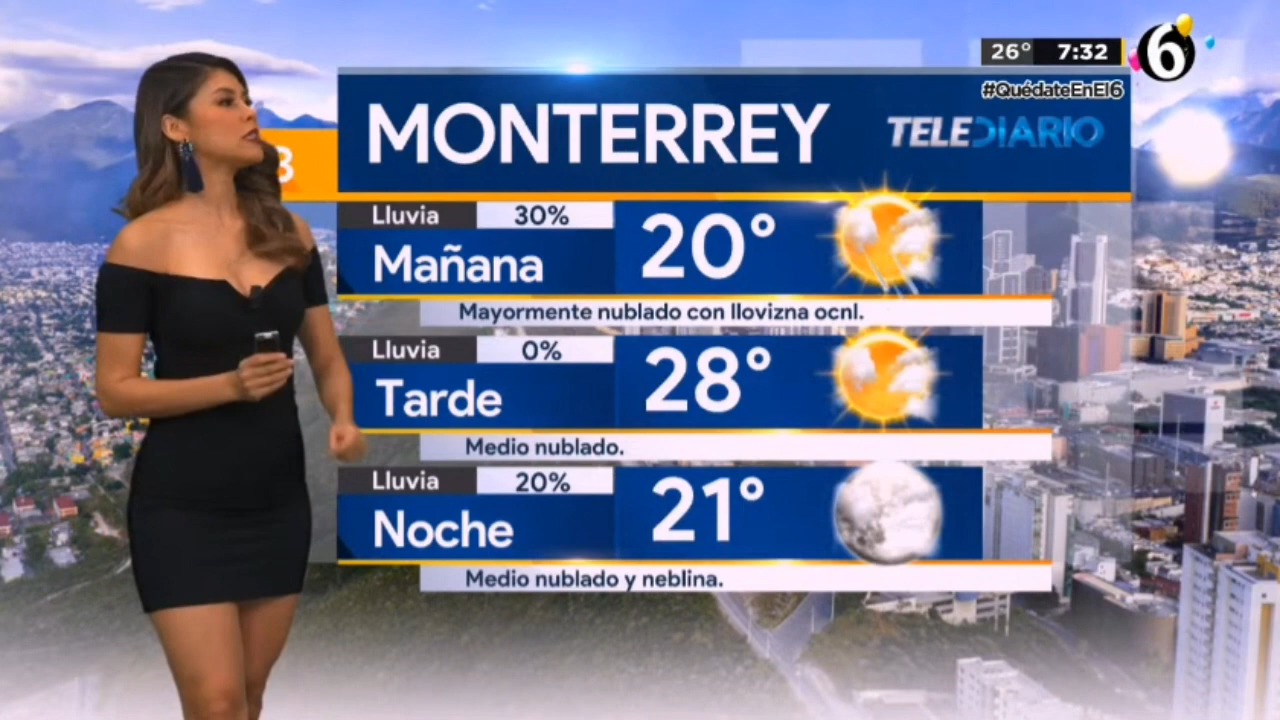 26° 7:32
6
#QuédateEnEl6
MONTERREY
TELEDIARIO
3
Lluvia 30%
Mañana 20°
Mayormente nublado con llovizna ocnl.
Lluvia 0%
Tarde 28°
Medio nublado.
Lluvia 20%
Noche 21°
Medio nublado y neblina.